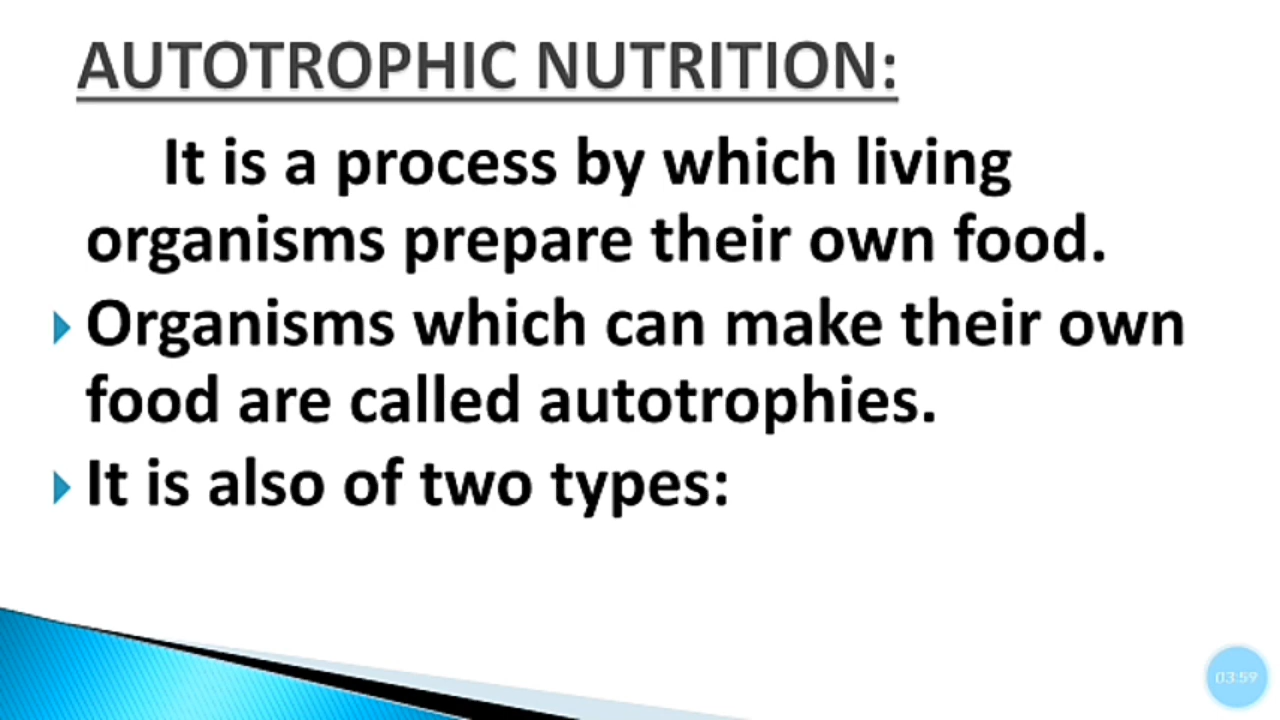 AUTOTROPHIC NUTRITION:
It is a process by which living
organisms prepare their own food.
Organisms which can make their own
food are called autotrophies.
It is also of two types:
03:59